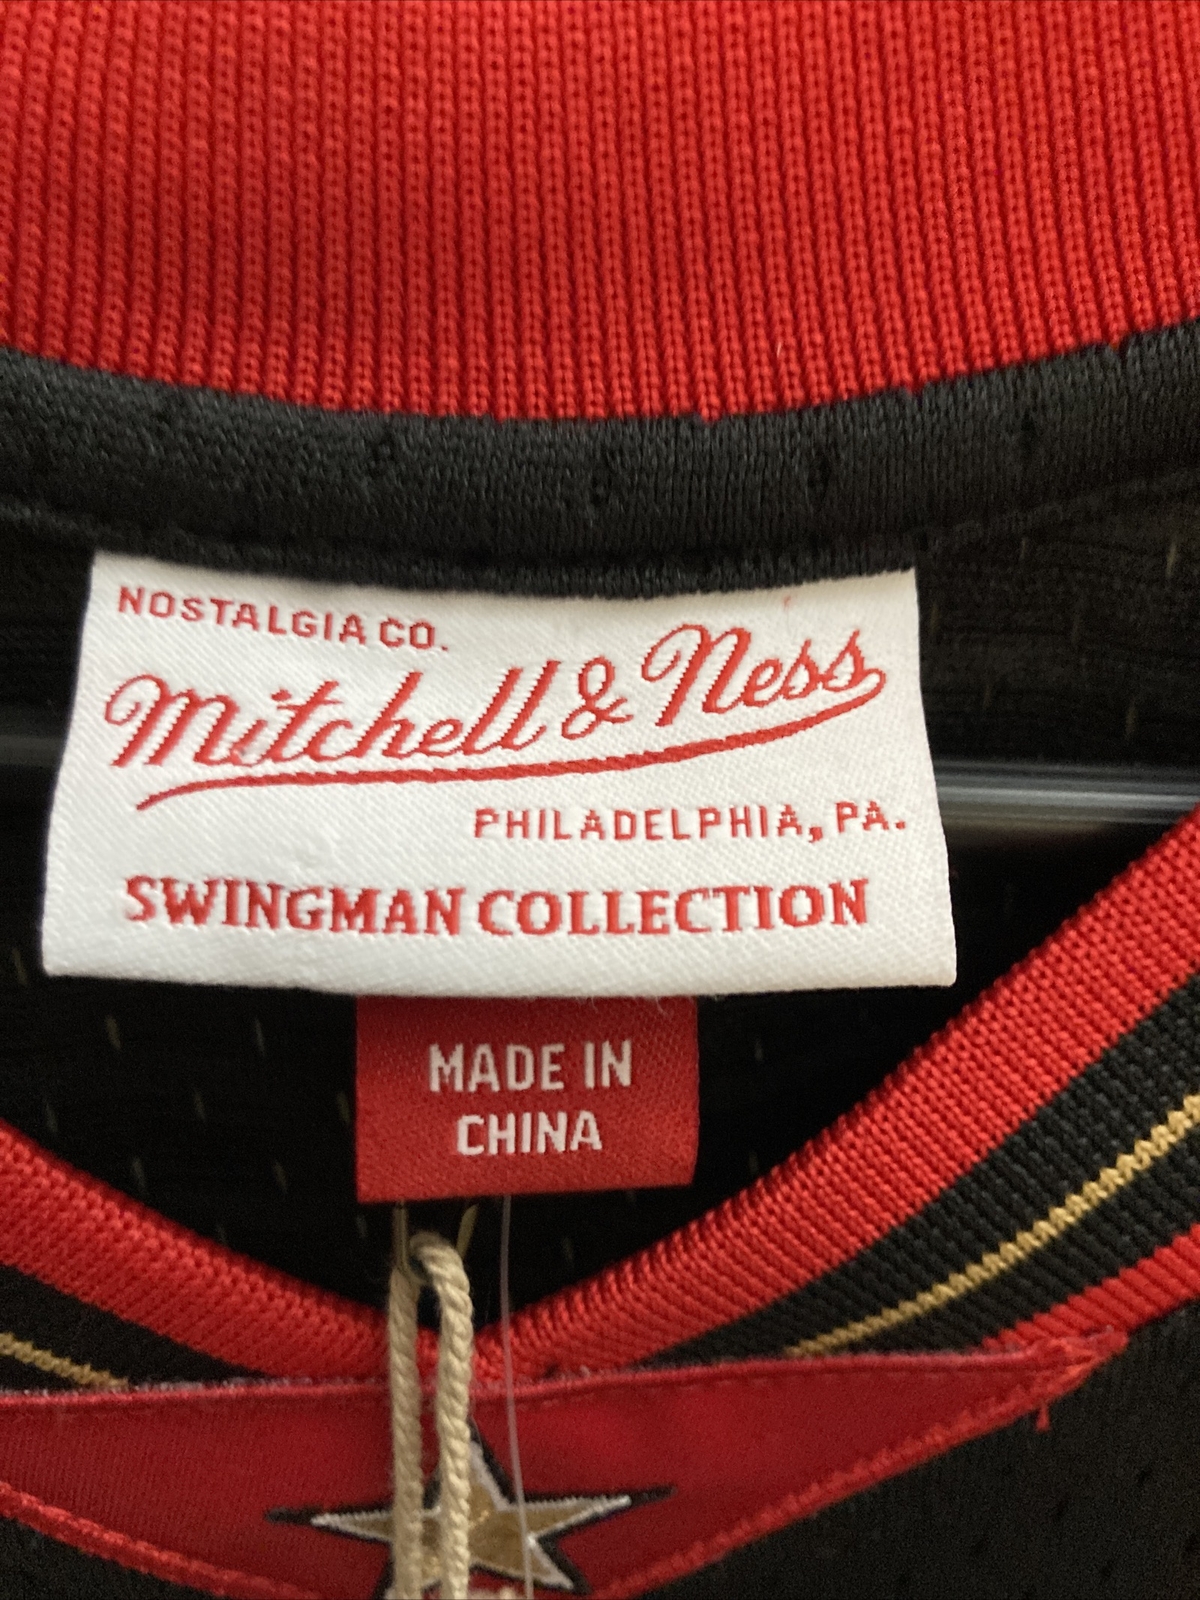 NOSTALGIA CO.
Mitchell & Ness
PHILADELPHIA, PA.
SWINGMAN COLLECTION
MADE IN
CHINA